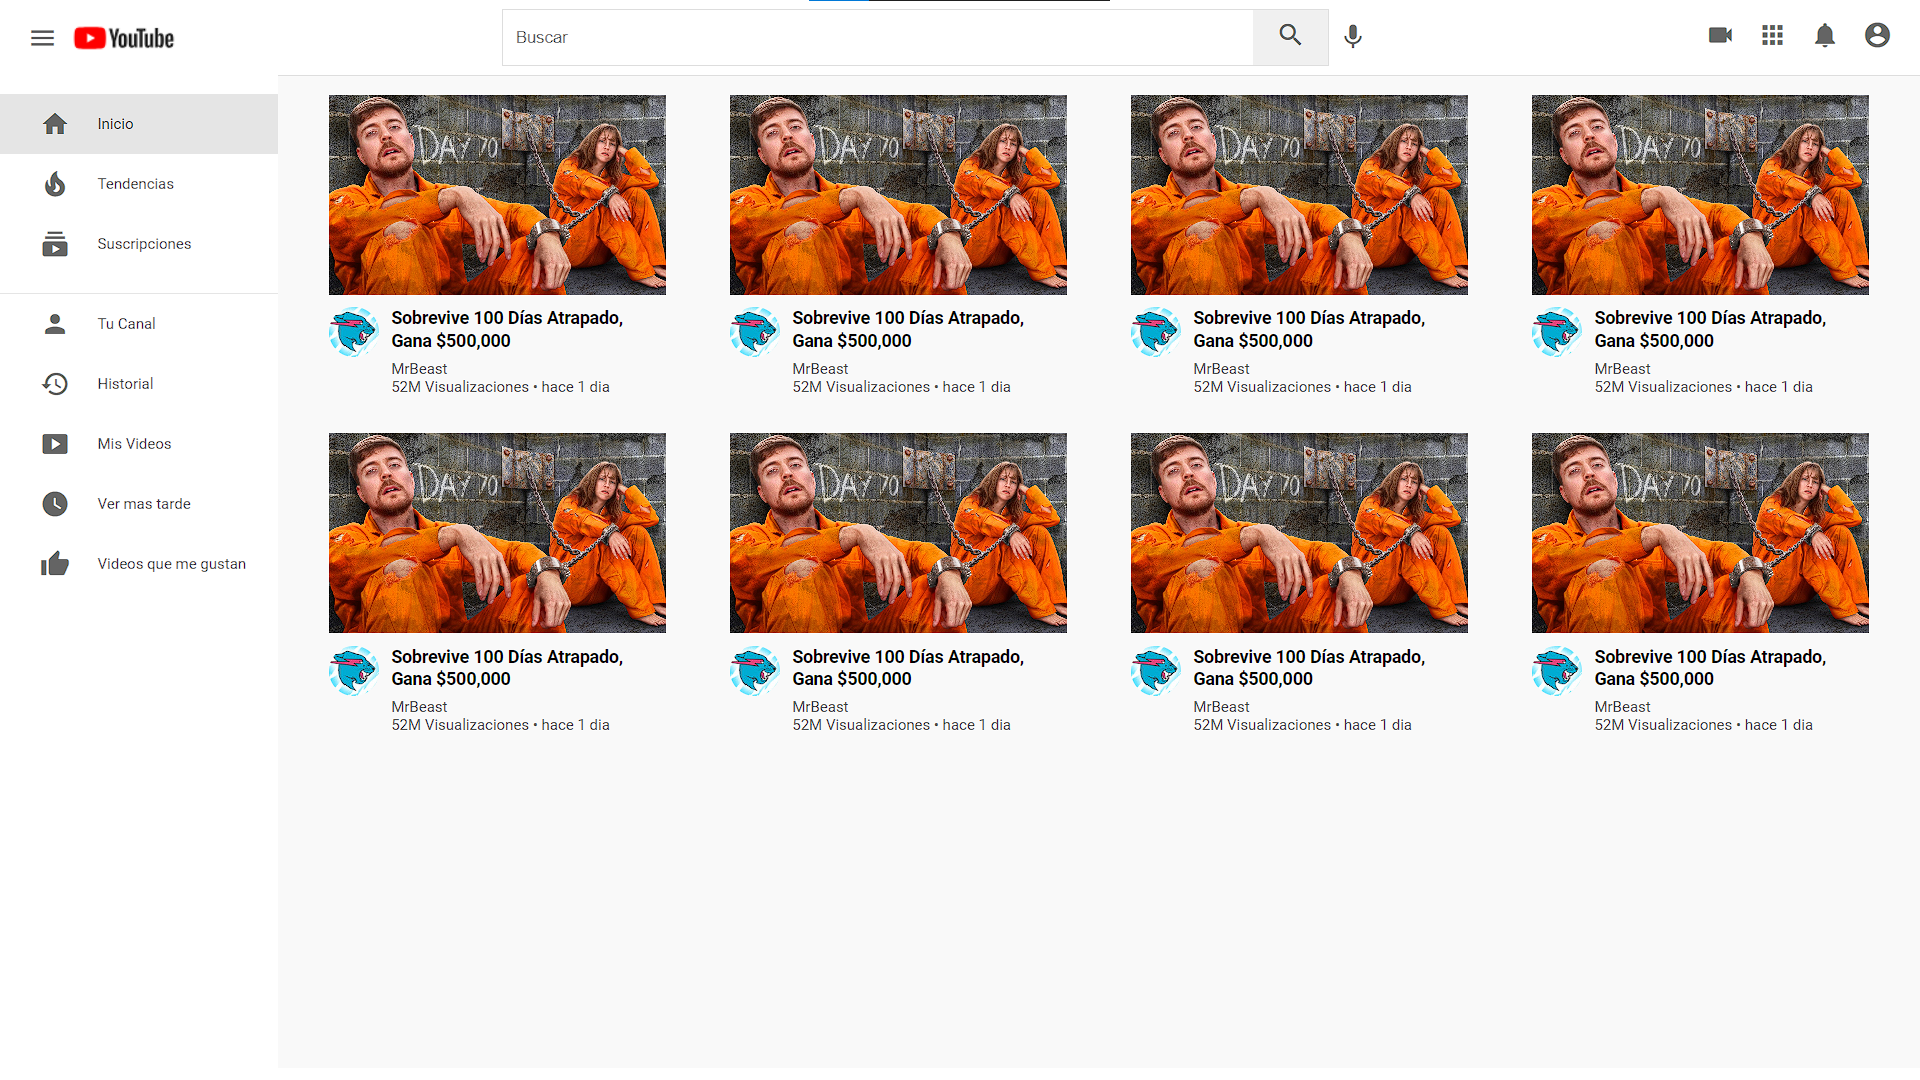 YouTube
Buscar
Inicio
Tendencias
Suscripciones
Tu Canal
Historial
Mis Videos
Ver mas tarde
Videos que me gustan
DAY 70
DAY 70
DAY 70
DAY 70
Sobrevive 100 Días Atrapado,
Gana $500,000
MrBeast
52M Visualizaciones • hace 1 dia
Sobrevive 100 Días Atrapado,
Gana $500,000
MrBeast
52M Visualizaciones • hace 1 dia
Sobrevive 100 Días Atrapado,
Gana $500,000
MrBeast
52M Visualizaciones • hace 1 dia
Sobrevive 100 Días Atrapado,
Gana $500,000
MrBeast
52M Visualizaciones • hace 1 dia
DAY 70
DAY 70
DAY 70
DAY 70
Sobrevive 100 Días Atrapado,
Gana $500,000
MrBeast
52M Visualizaciones • hace 1 dia
Sobrevive 100 Días Atrapado,
Gana $500,000
MrBeast
52M Visualizaciones • hace 1 dia
Sobrevive 100 Días Atrapado,
Gana $500,000
MrBeast
52M Visualizaciones • hace 1 dia
Sobrevive 100 Días Atrapado,
Gana $500,000
MrBeast
52M Visualizaciones • hace 1 dia